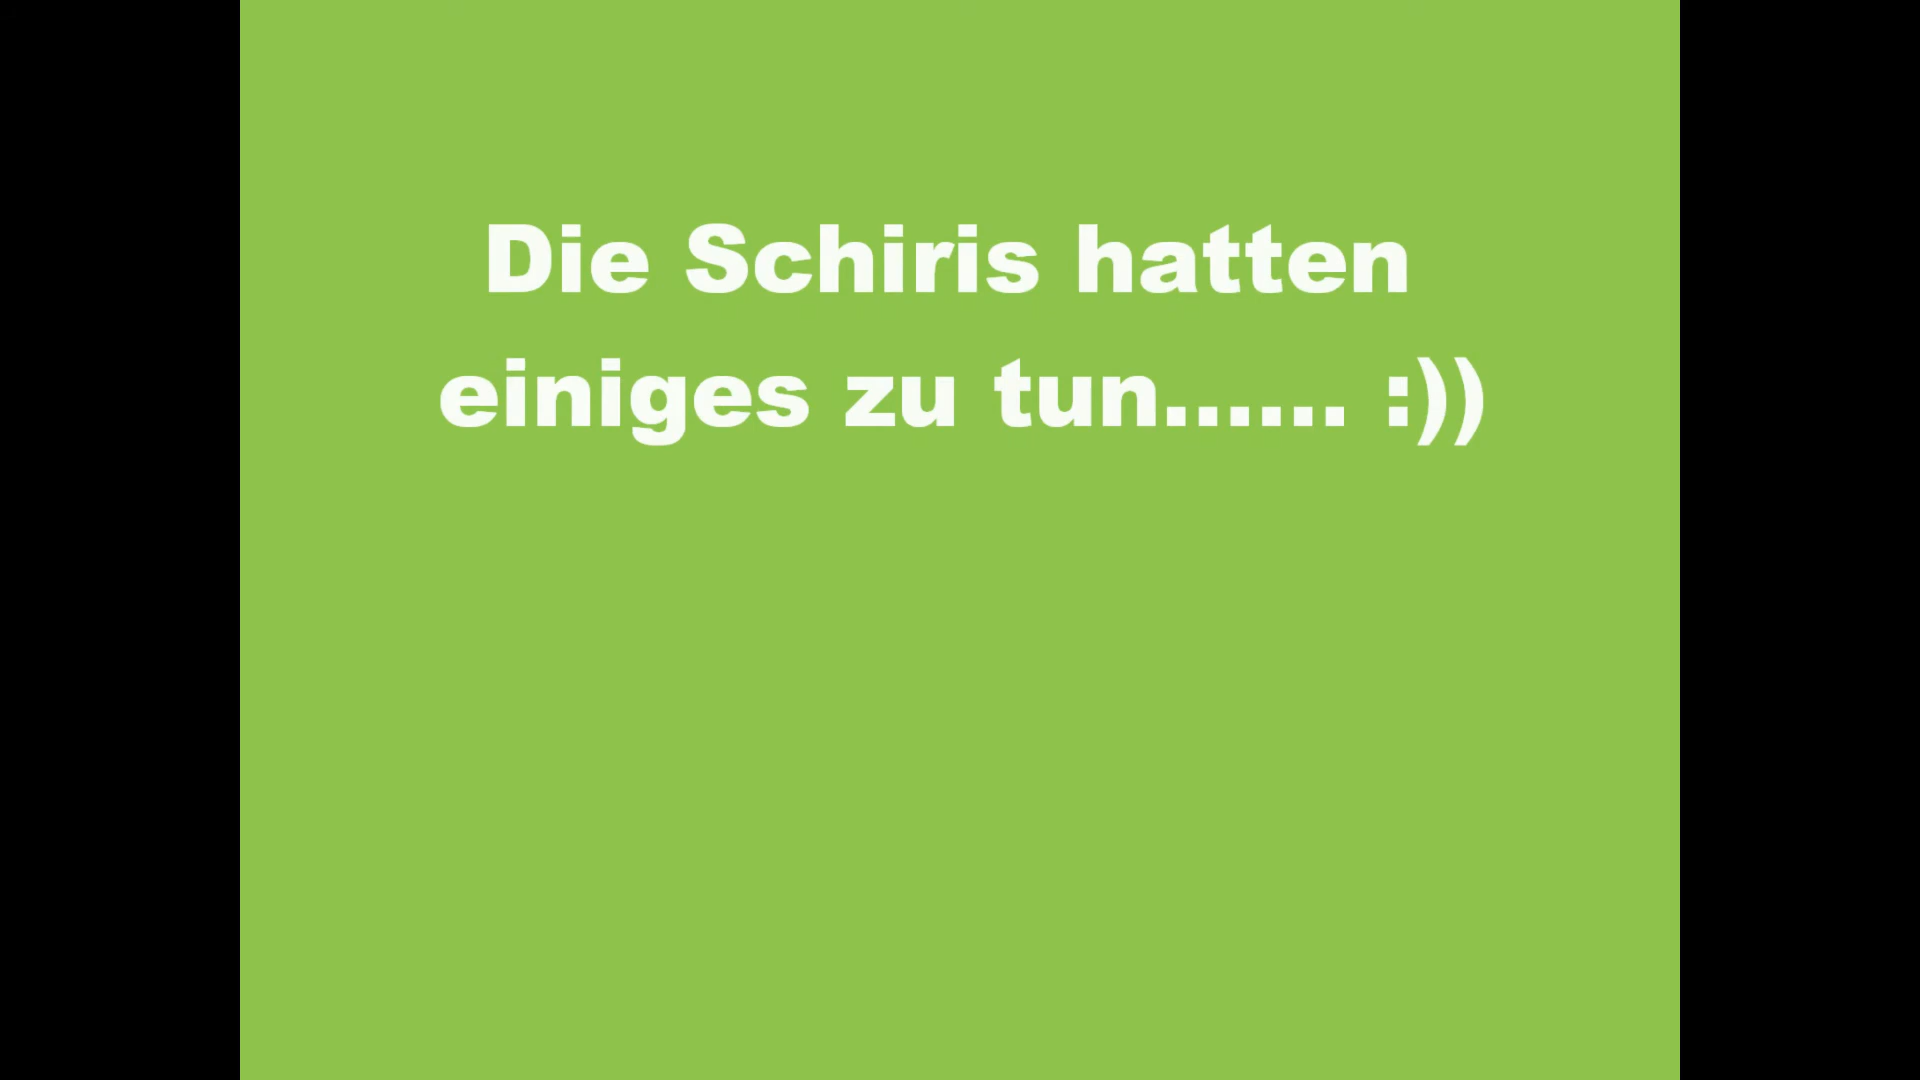 Die Schiris hatten
einiges zu tun...... :))